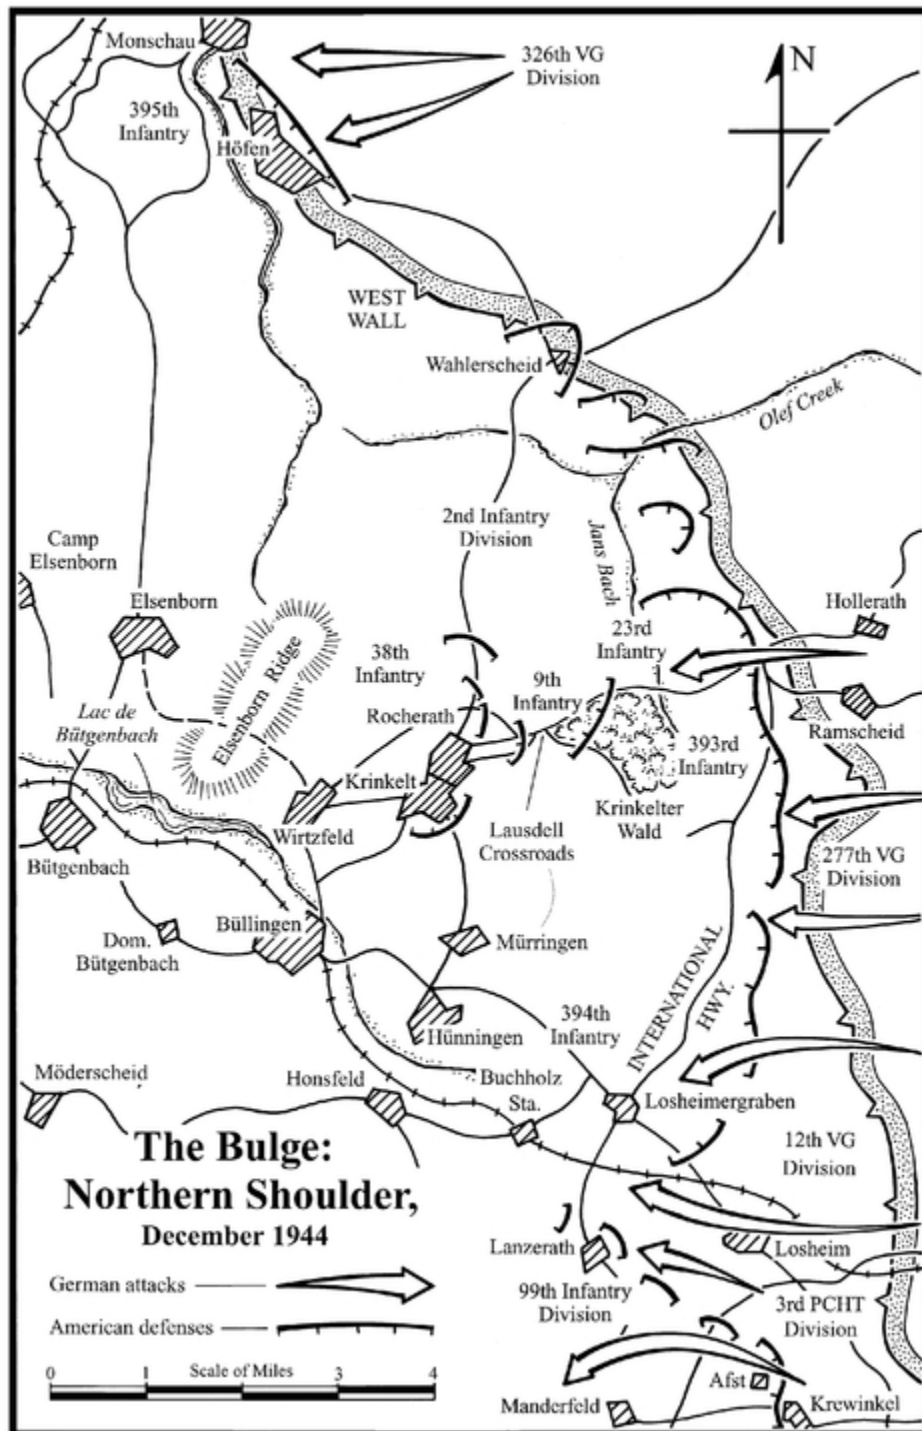 Monschau
326th VG
Division
N
395th
Infantry
Höfen
WEST
WALL
Wahlerscheid
Olef Creek
2nd Infantry
Division
Jans Bach
Camp
Elsenborn
Elsenborn
Hollerath
Elsenborn Ridge
38th
Infantry
23rd
Infantry
9th
Infantry
Lac de
Bütgenbach
Rocherath
Ramscheid
393rd
Infantry
Krinkelt
Krinkelter
Wald
Wirtzfeld
Lausdell
Crossroads
Bütgenbach
277th VG
Division
Büllingen
Dom.
Bütgenbach
Mürringen
INTERNATIONAL
HWY.
394th
Infantry
Hünningen
Möderscheid
Honsfeld
Buchholz
Sta.
Losheimergraben
12th VG
Division
The Bulge:
Northern Shoulder,
December 1944
Lanzerath
Losheim
German attacks
99th Infantry
Division
3rd PCHT
Division
American defenses
Scale of Miles
0 1 3 4
Afst
Manderfeld
Krewinkel